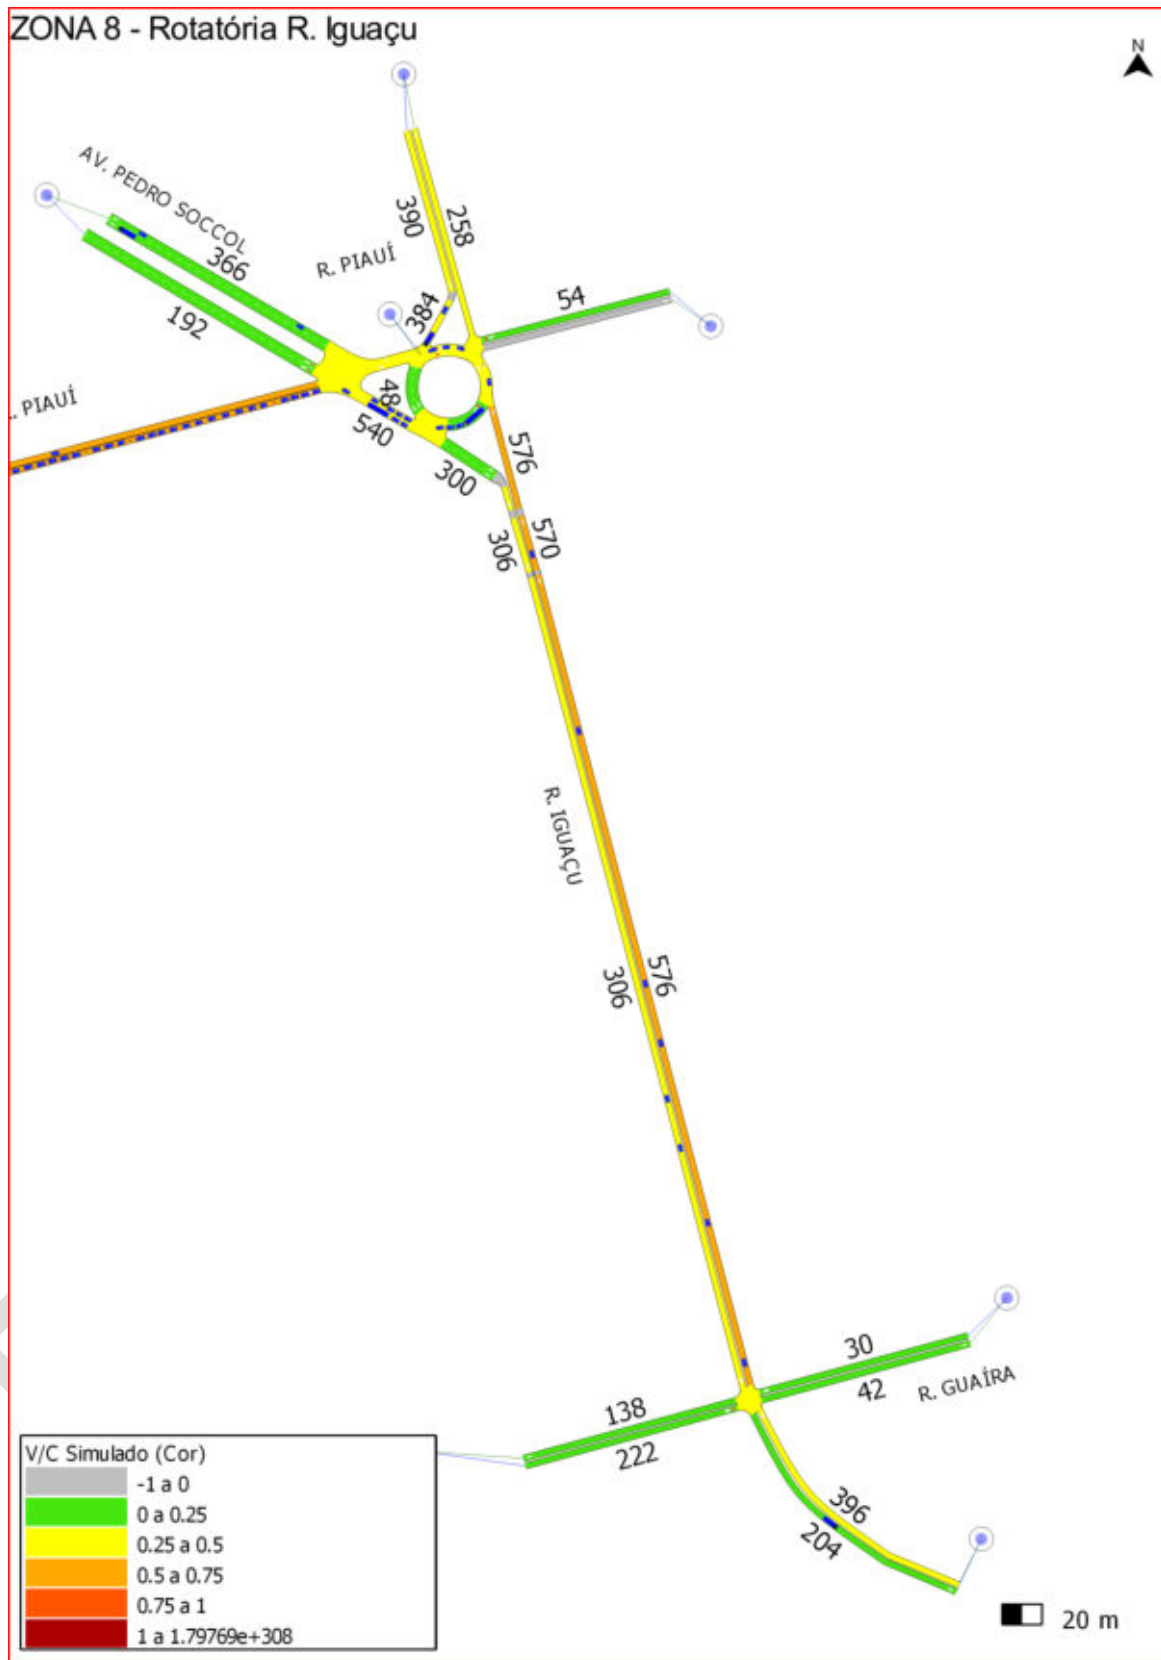 ZONA 8 - Rotatória R. Iguaçu
N
AV. PEDRO SOCCOL
366
192
390
258
R. PIAUÍ
384
54
. PIAUÍ
48
540
300
576
570
306
R. IGUAÇU
576
306
138
222
30
42
R. GUAÍRA
396
204
V/C Simulado (Cor)
-1 a 0
0 a 0.25
0.25 a 0.5
0.5 a 0.75
0.75 a 1
1 a 1.79769e+308
20 m